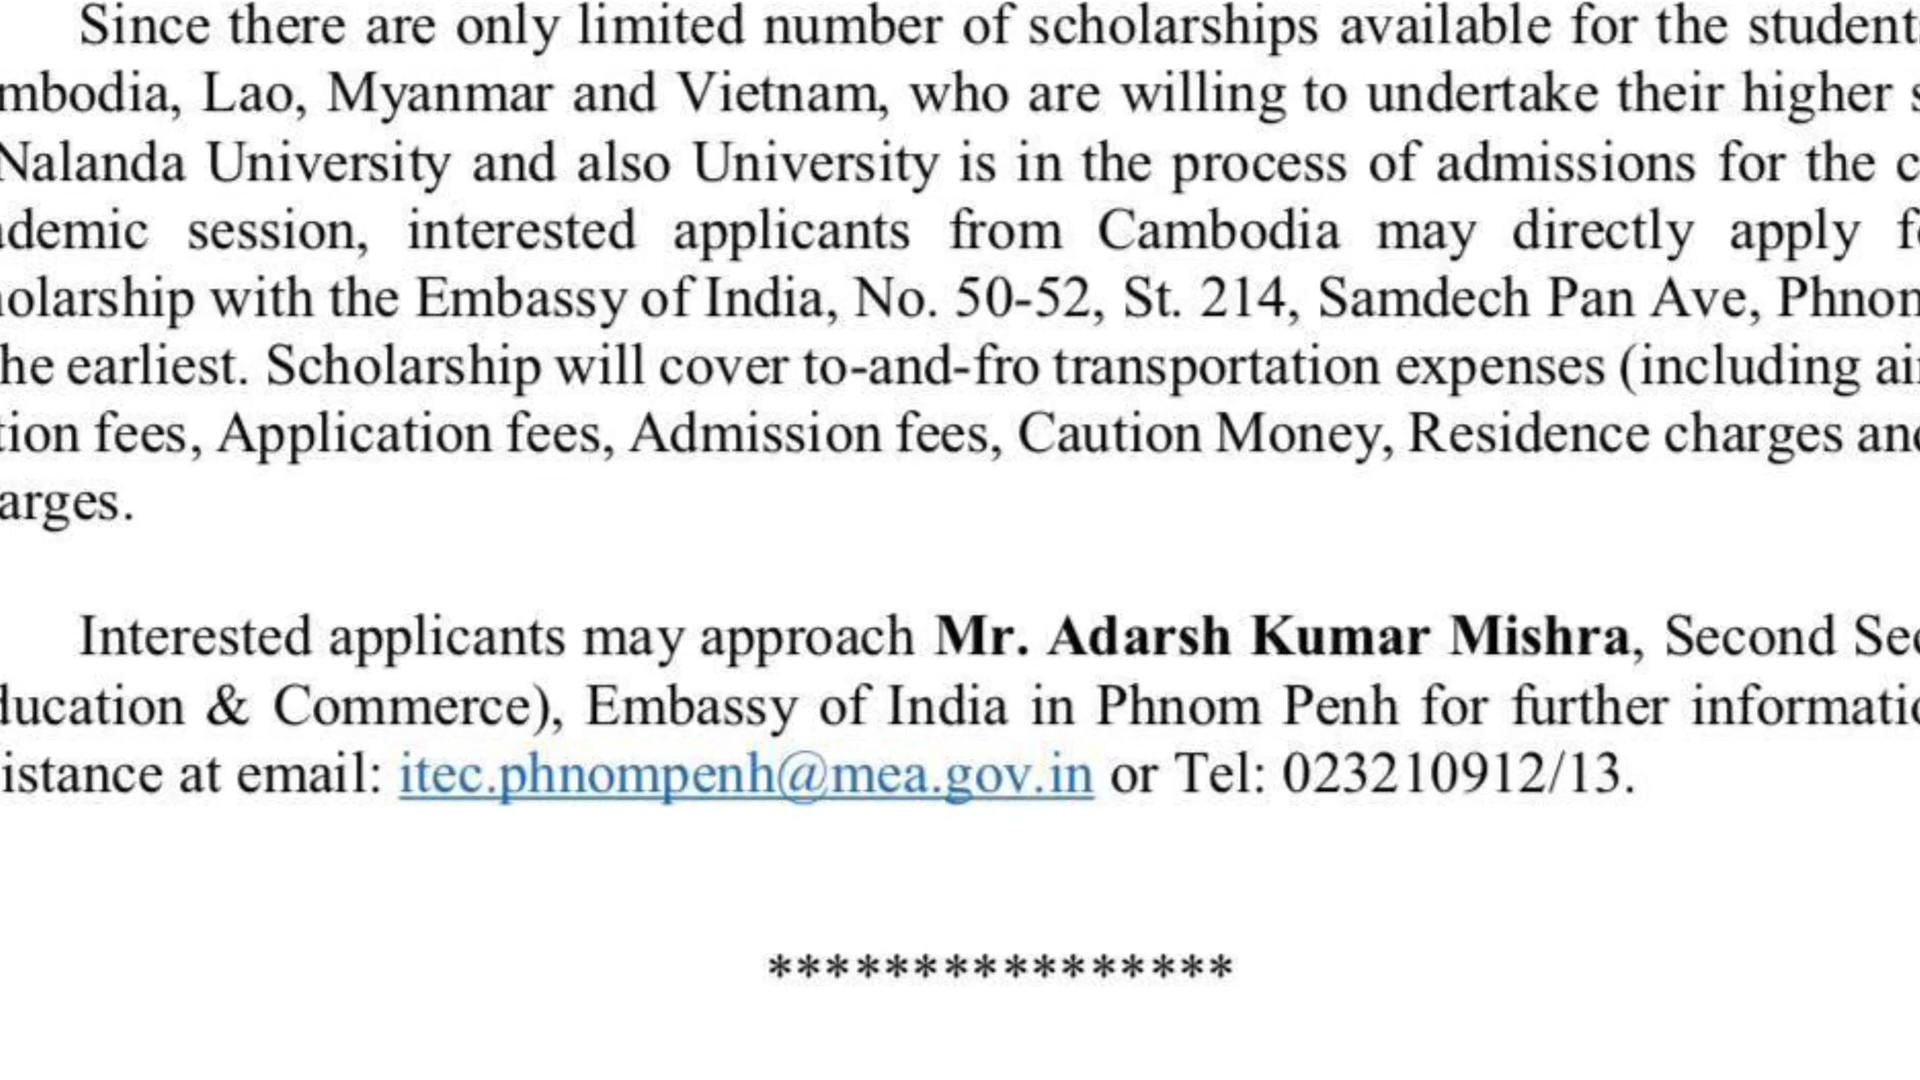 Since there are only limited number of scholarships available for the student
mbodia, Lao, Myanmar and Vietnam, who are willing to undertake their higher s
Nalanda University and also University is in the process of admissions for the c
demic session, interested applicants from Cambodia may directly apply f
olarship with the Embassy of India, No. 50-52, St. 214, Samdech Pan Ave, Phnom
he earliest. Scholarship will cover to-and-fro transportation expenses (including air
tion fees, Application fees, Admission fees, Caution Money, Residence charges and
arges.
Interested applicants may approach Mr. Adarsh Kumar Mishra, Second Sec
ducation & Commerce), Embassy of India in Phnom Penh for further informatio
istance at email: itec.phnompenh@mea.gov.in or Tel: 023210912/13.
****************